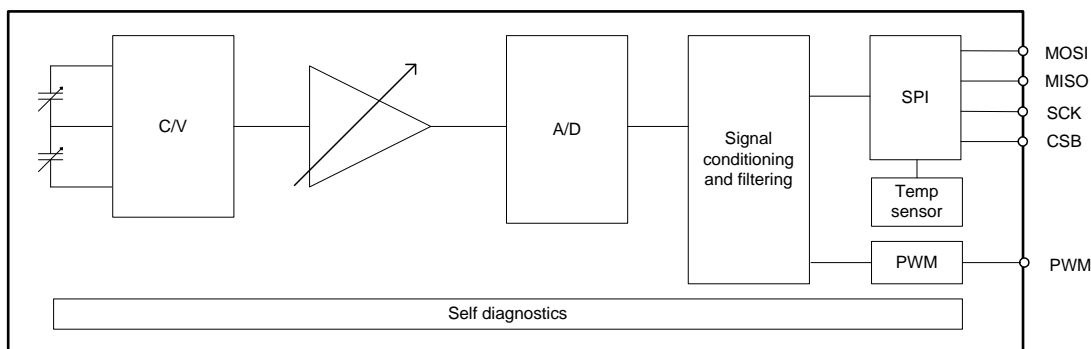 C/V
A/D
Signal
conditioning
and filtering
SPI
Temp
sensor
PWM
MOSI
MISO
SCK
CSB
PWM
Self diagnostics